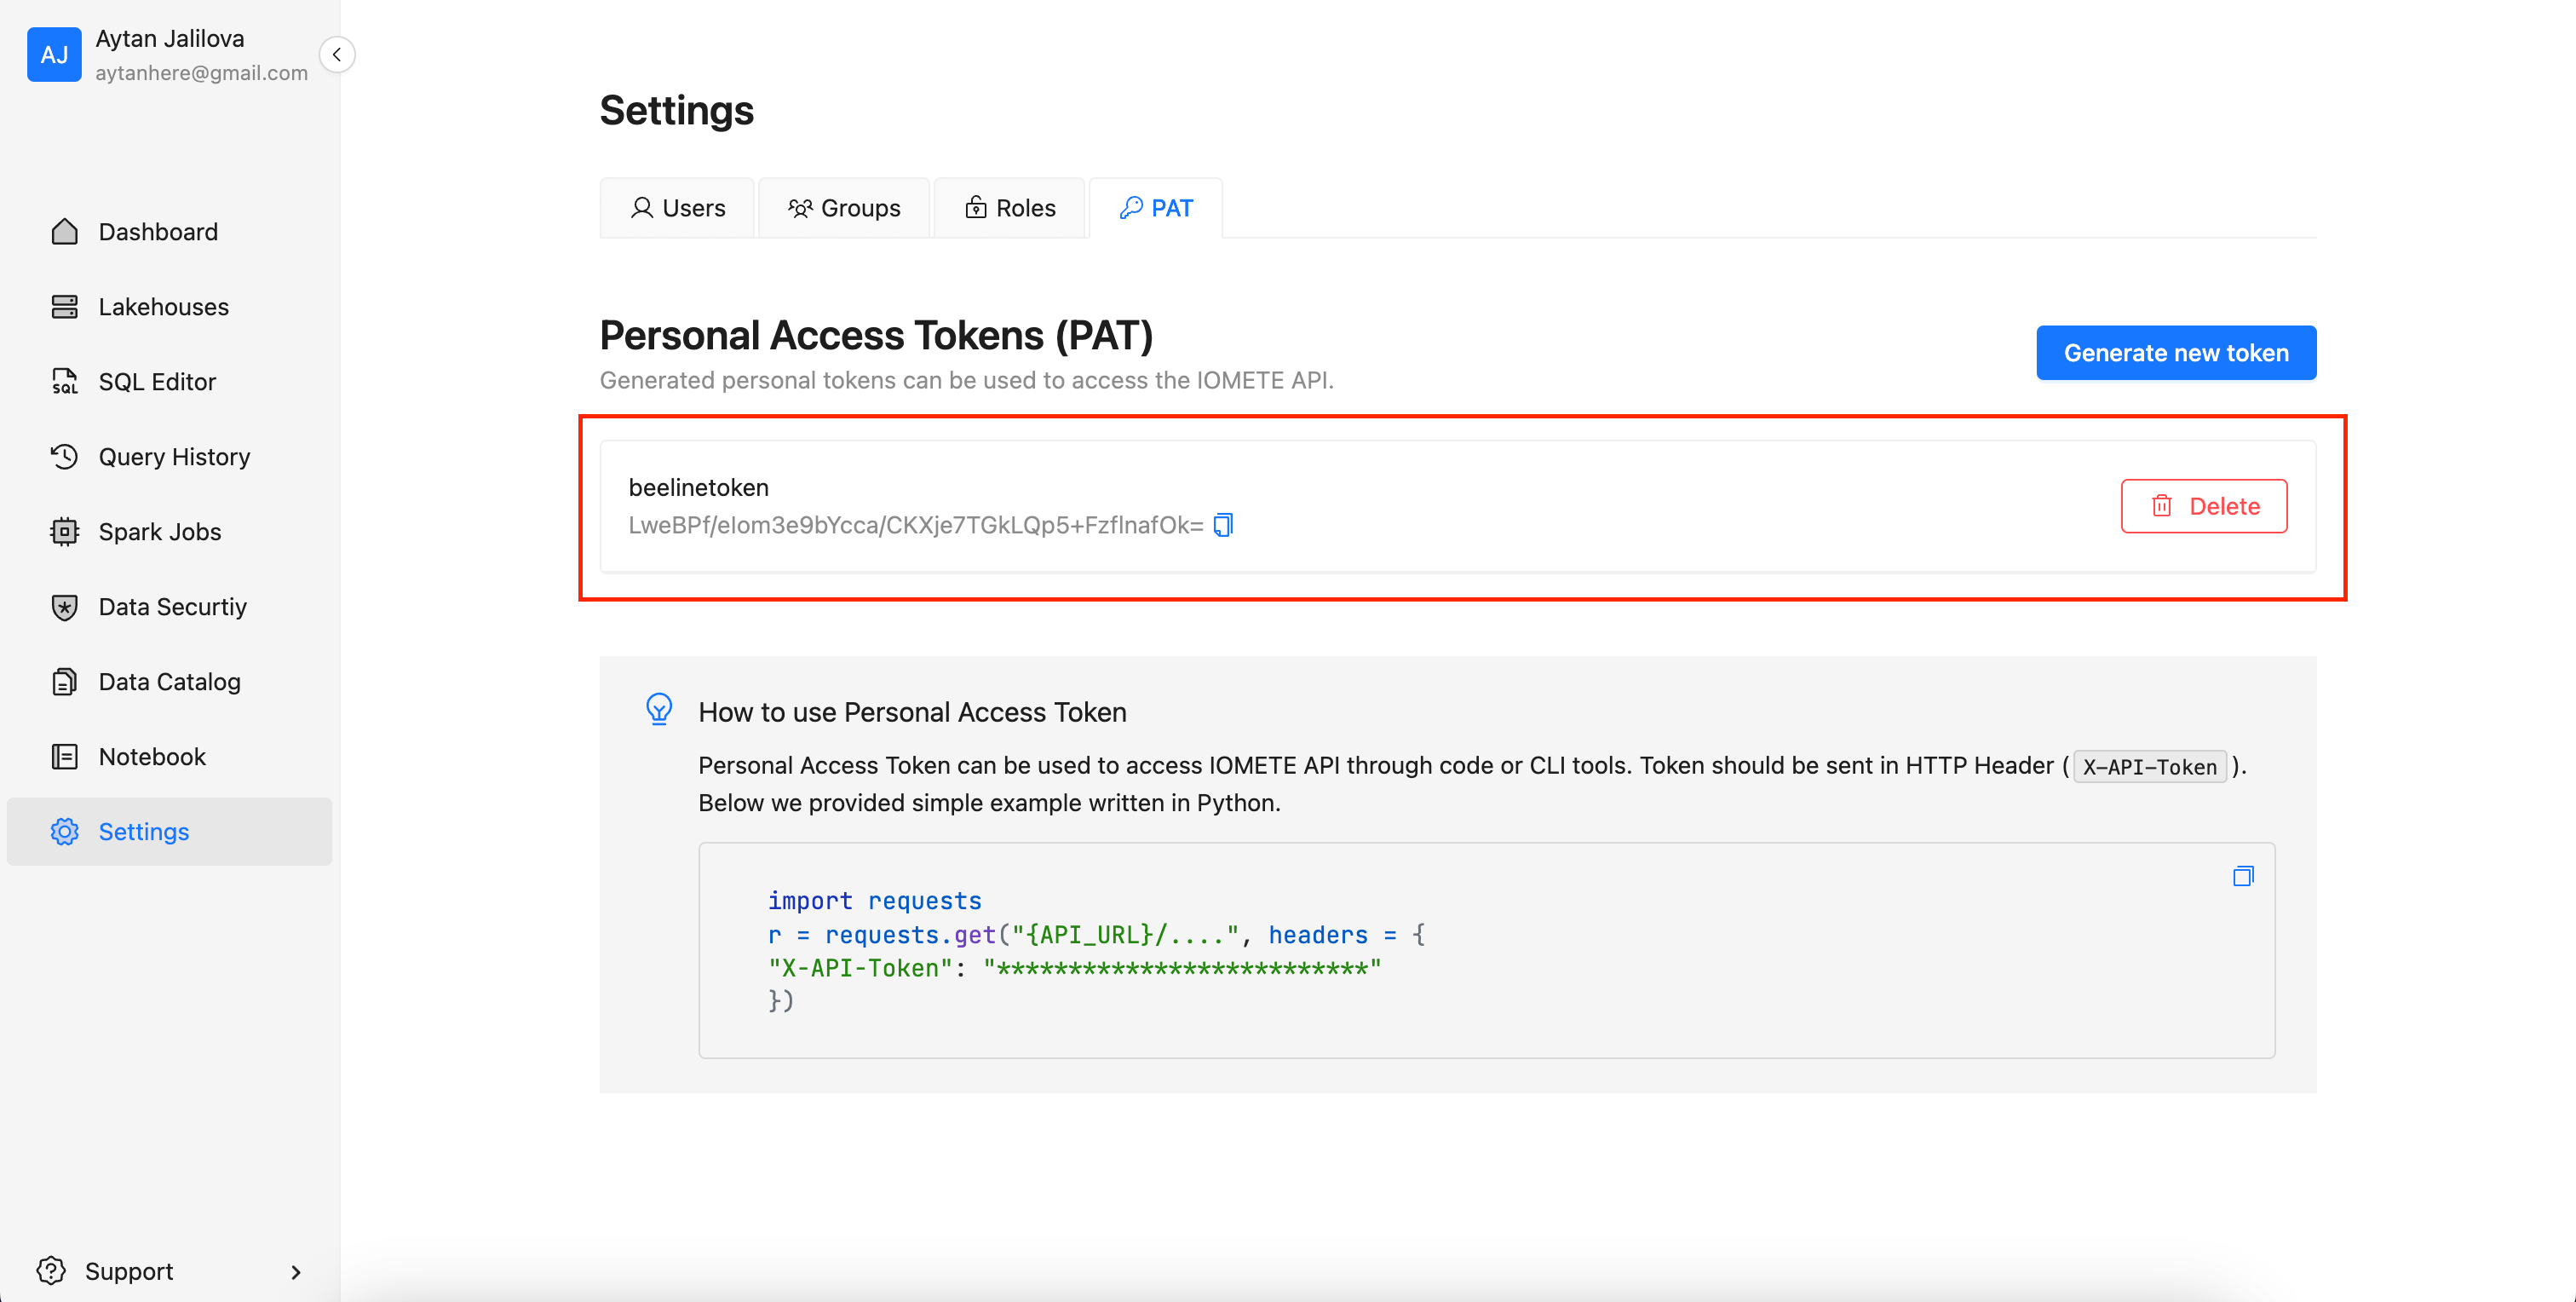 AJ
Aytan Jalilova
aytanhere@gmail.com
Dashboard
Lakehouses
SQL Editor
Query History
Spark Jobs
Data Securtiy
Data Catalog
Notebook
Settings
Support
Settings
Users
Groups
Roles
PAT
Personal Access Tokens (PAT)
Generated personal tokens can be used to access the IOMETE API.
Generate new token
beelinetoken
LweBPf/elom3e9bYcca/CKXje7TGkLQp5+FzflnafOk=
Delete
How to use Personal Access Token
Personal Access Token can be used to access IOMETE API through code or CLI tools. Token should be sent in HTTP Header ( X-API-Token ).
Below we provided simple example written in Python.
import requests
r = requests.get("{API_URL}/....", headers = {
"X-API-Token": "**************************"
})